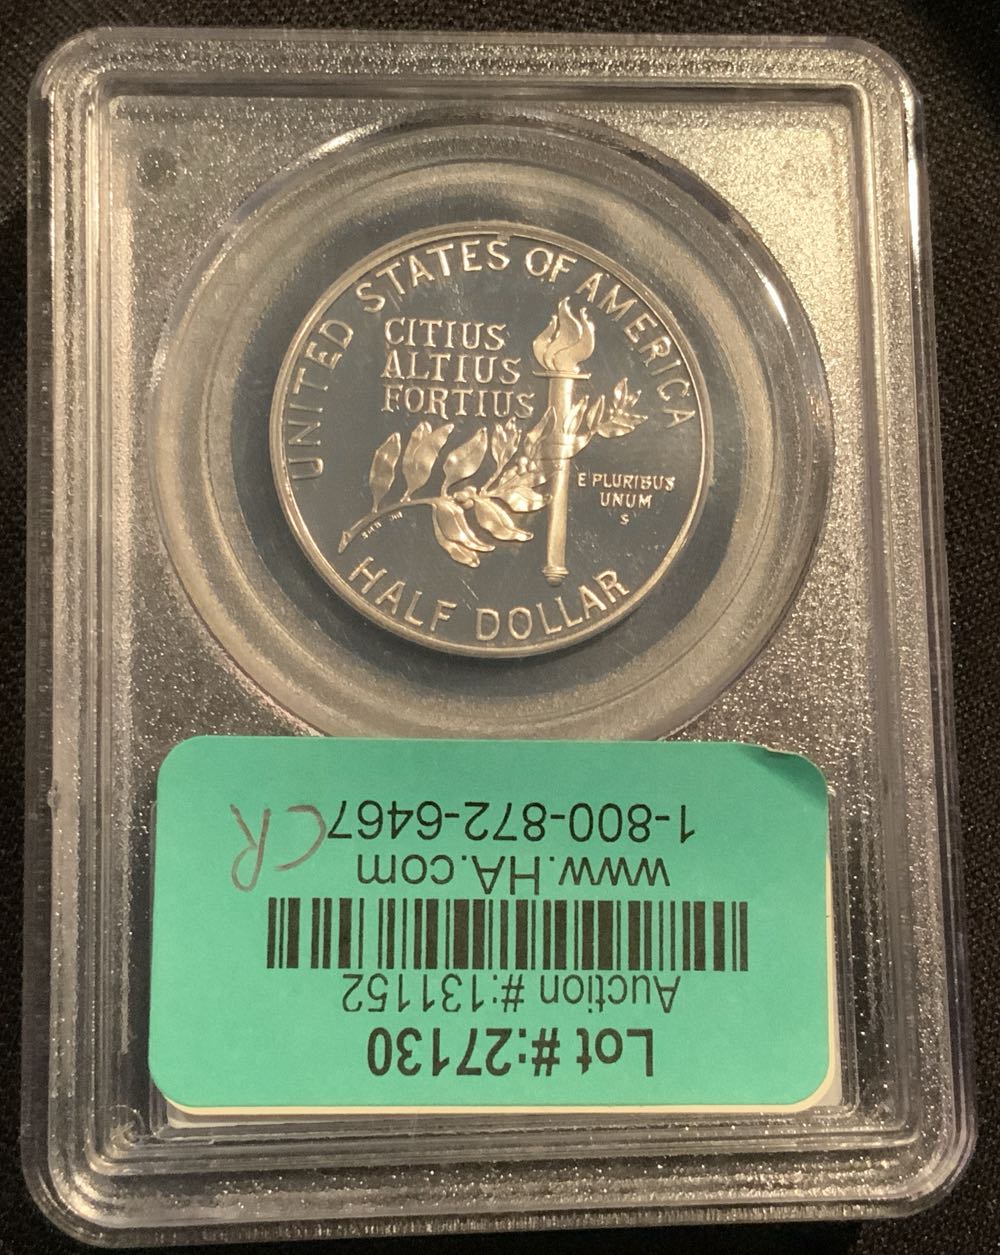 UNITED STATES OF AMERICA
CITIUS
ALTIUS
FORTIUS
E PLURIBUS
UNUM
S
HALF DOLLAR
Lot #:27130
Auction #:131152
www.HA.com
1-800-872-6467
CR